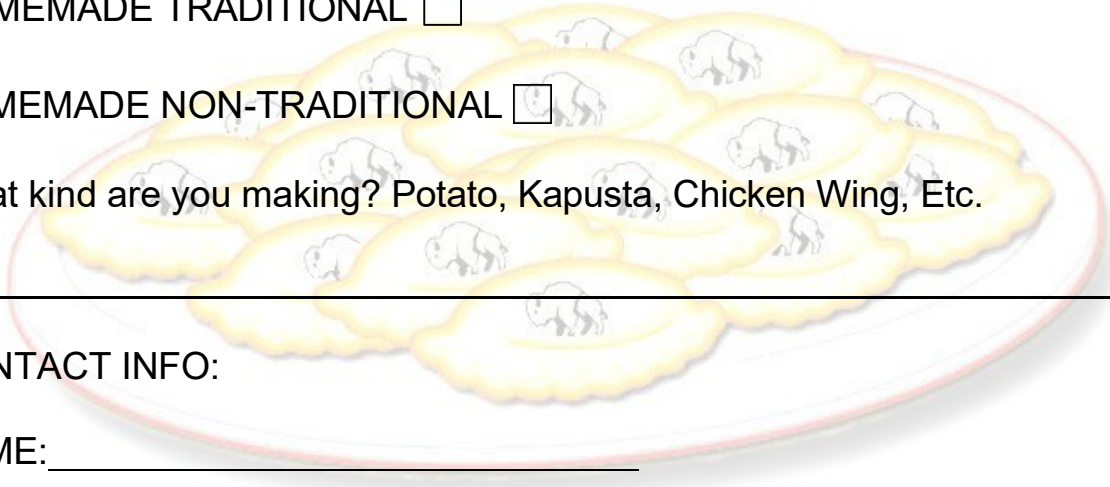 MEMADE TRADITIONAL
MEMADE NON-TRADITIONAL
at kind are you making? Potato, Kapusta, Chicken Wing, Etc.
NTACT INFO:
ME: